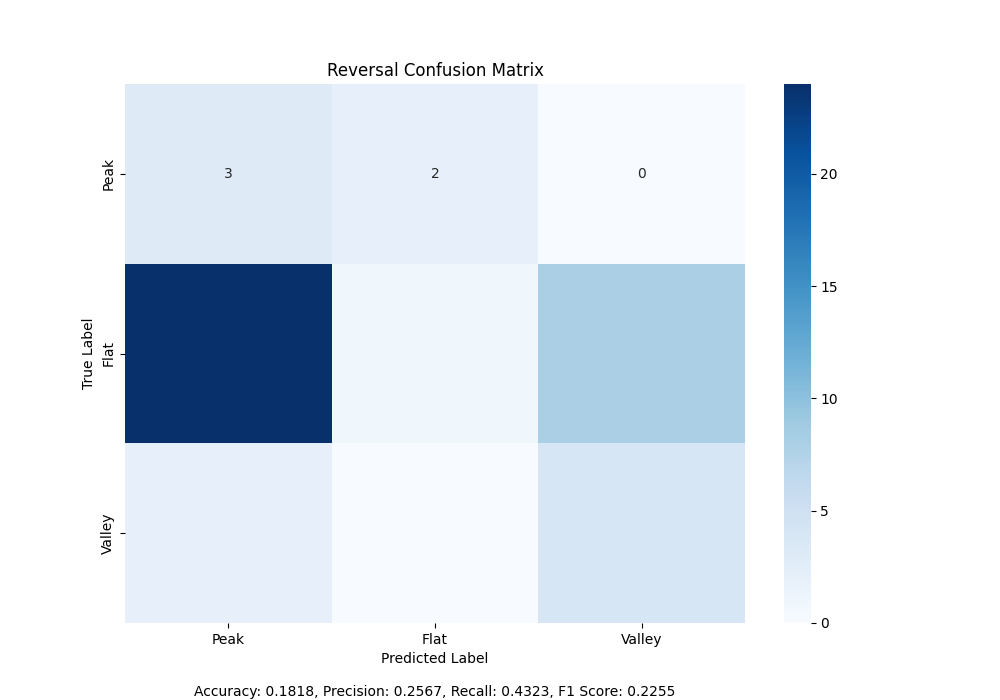 Reversal Confusion Matrix
Peak
3
2
0
True Label
Flat
Valley
Peak
Flat
Valley
Predicted Label
20
15
10
5
0
Accuracy: 0.1818, Precision: 0.2567, Recall: 0.4323, F1 Score: 0.2255